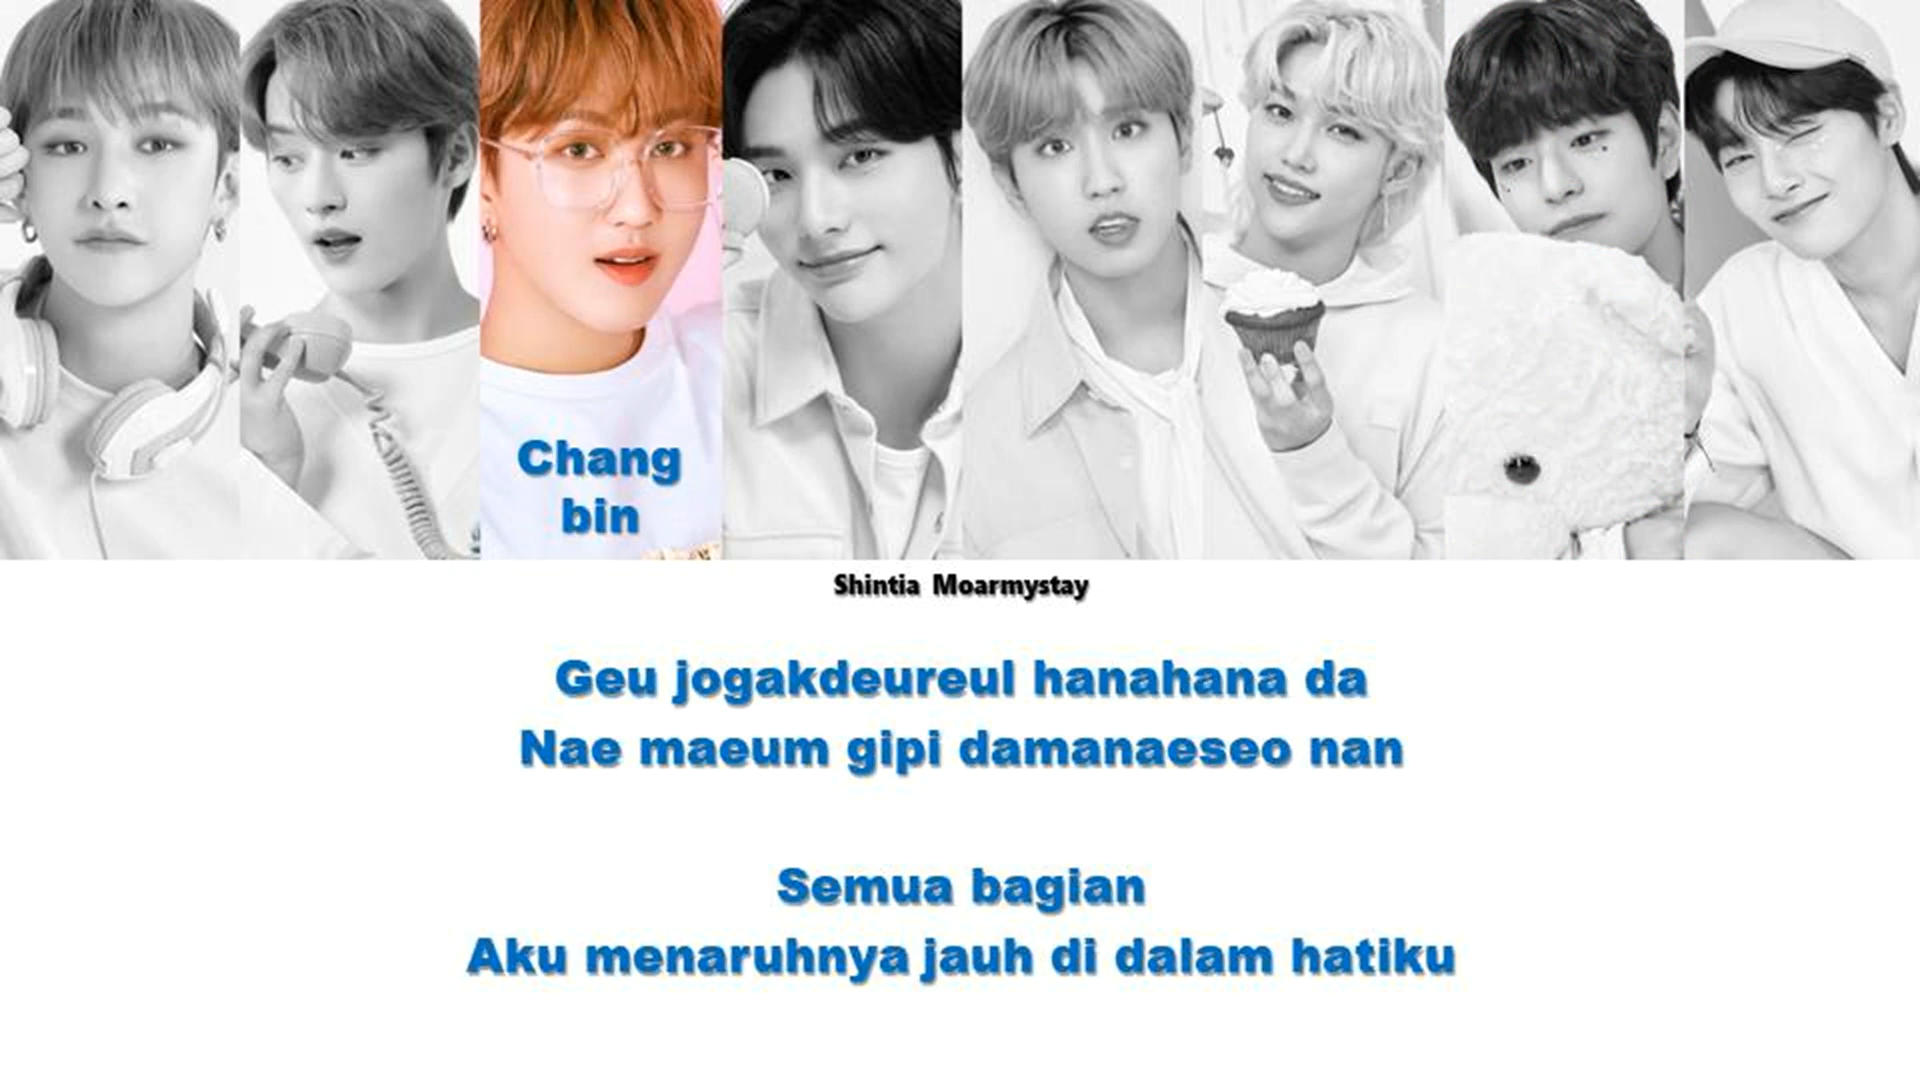 Chang
bin
Shintia Moarmystay
Geu jogakdeureul hanahana da
Nae maeum gipi damanaeseo nan
Semua bagian
Aku menaruhnya jauh di dalam hatiku